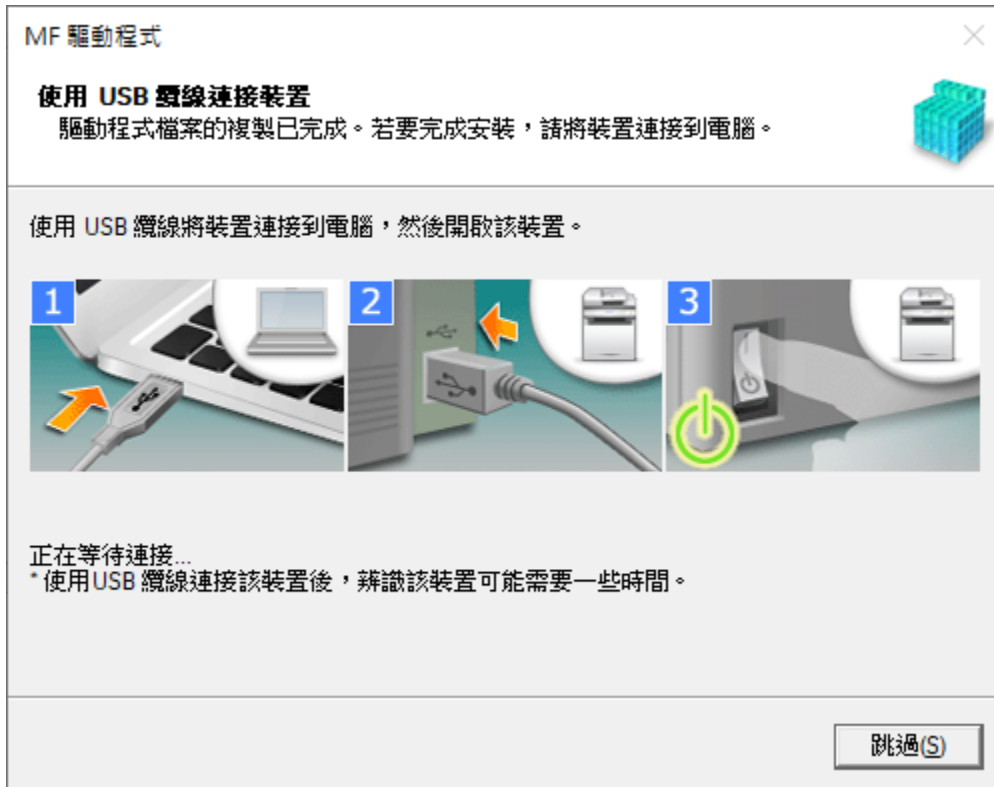 MF 驅動程式
使用 USB 纜線連接裝置
驅動程式檔案的複製已完成。若要完成安裝，請將裝置連接到電腦。
使用 USB 纜線將裝置連接到電腦，然後開啟該裝置。
1
2
3
正在等待連接...
*使用USB 纜線連接該裝置後，辨識該裝置可能需要一些時間。
跳過(S)